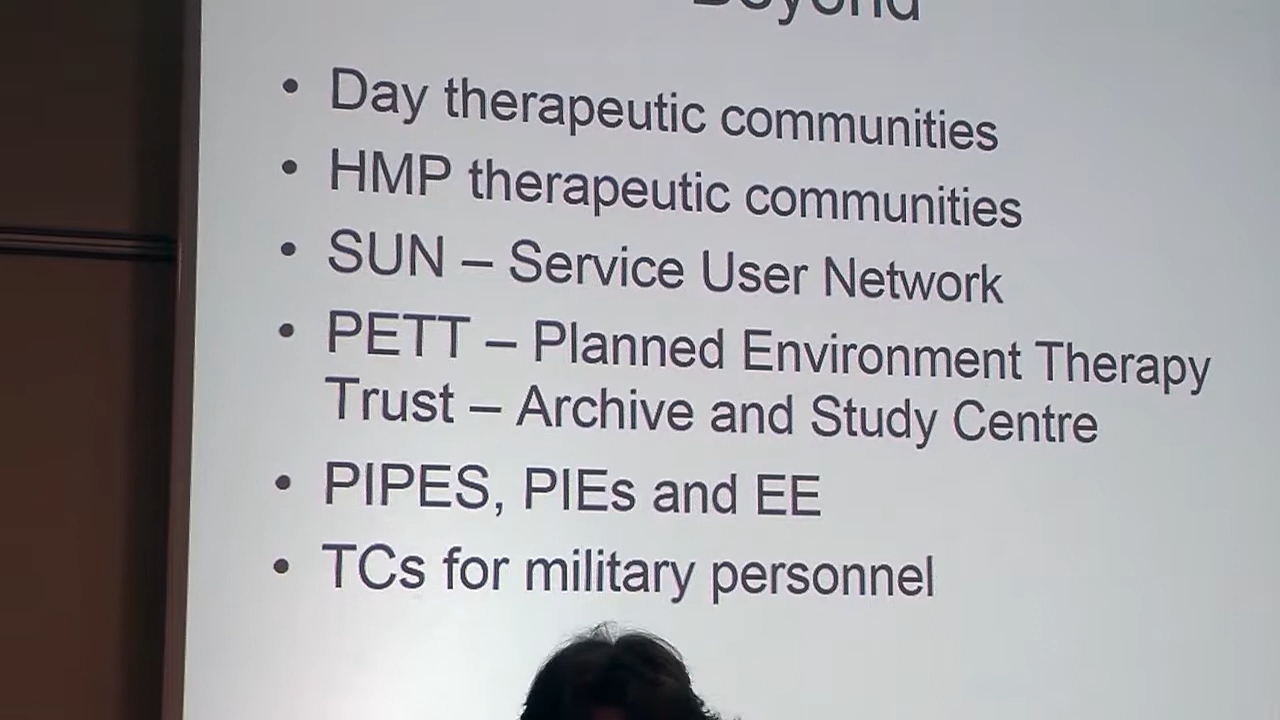 Beyond
• Day therapeutic communities
• HMP therapeutic communities
• SUN – Service User Network
• PETT – Planned Environment Therapy
Trust – Archive and Study Centre
• PIPES, PIEs and EE
• TCs for military personnel